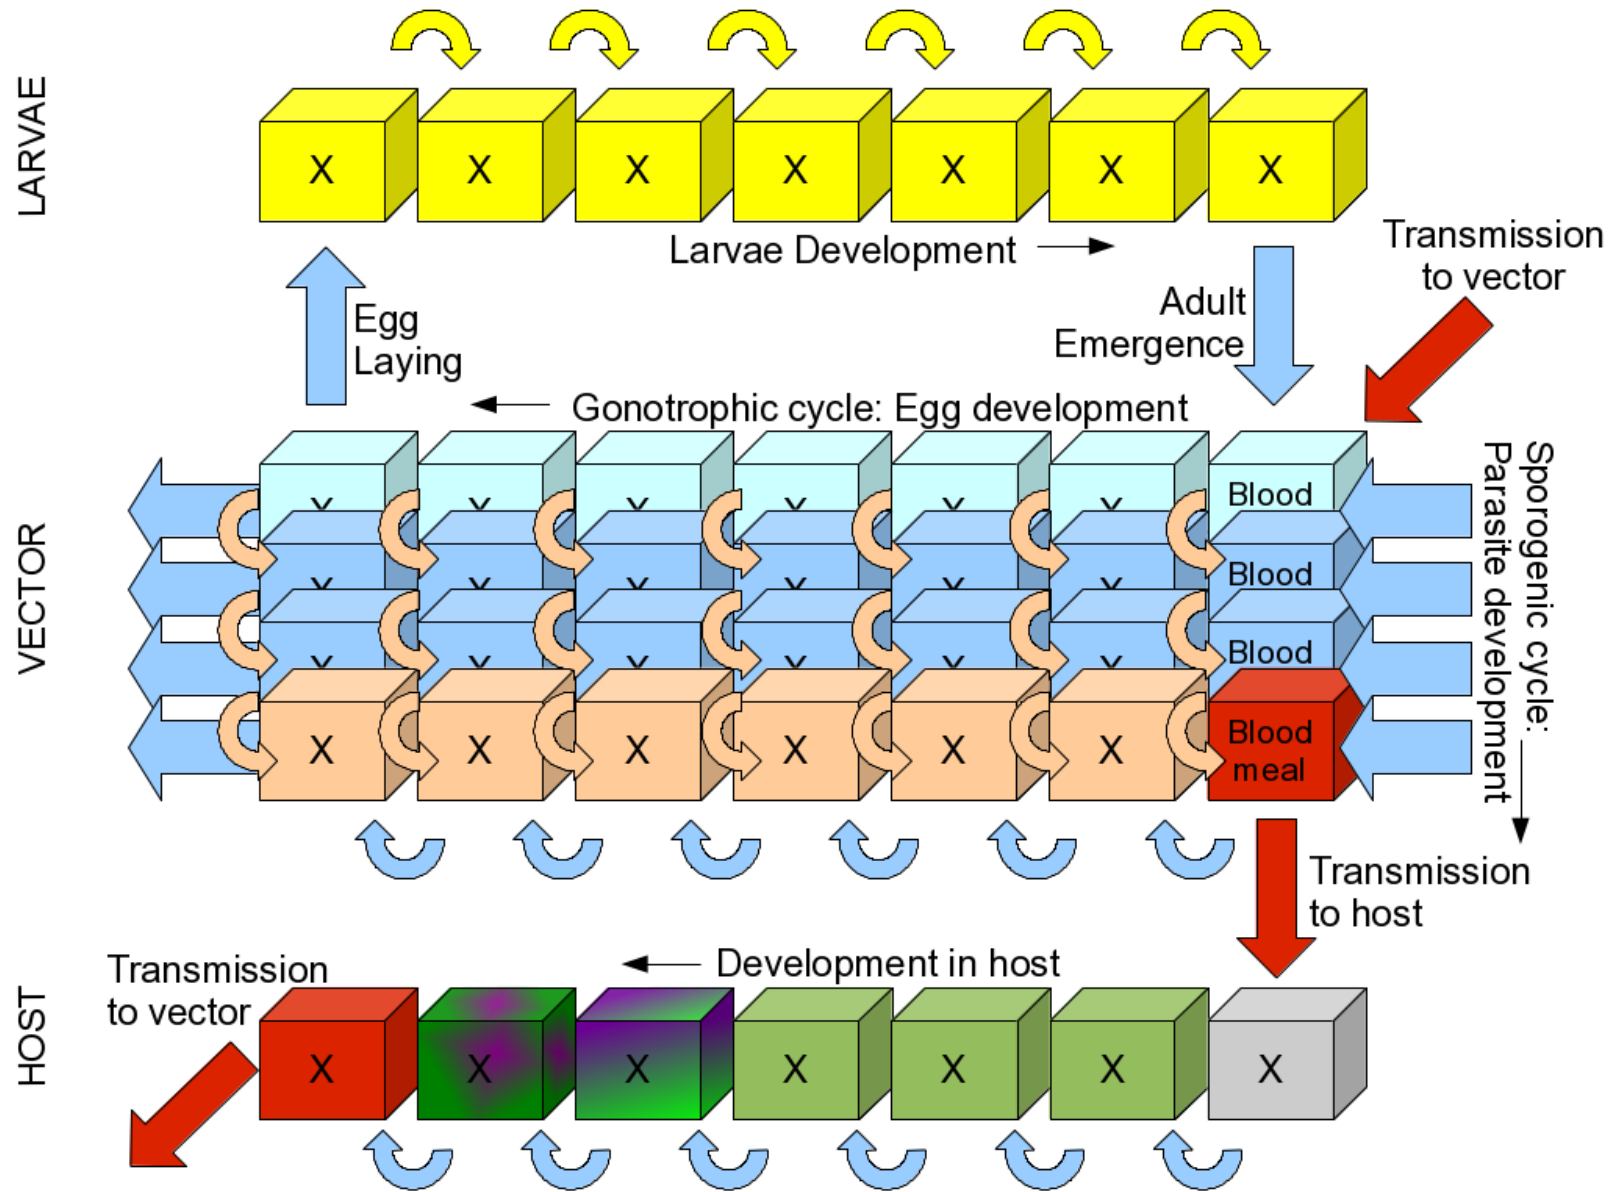 LARVAE
X X X X X X X
Larvae Development
Transmission
to vector
Egg
Laying
Adult
Emergence
Gonotrophic cycle: Egg development
VECTOR
X X X X X X Blood
X X X X X X Blood
X X X X X X Blood
X X X X X X Blood
meal
Sporogenic cycle:
Parasite development
Transmission
to host
Transmission
to vector
Development in host
HOST
X X X X X X X